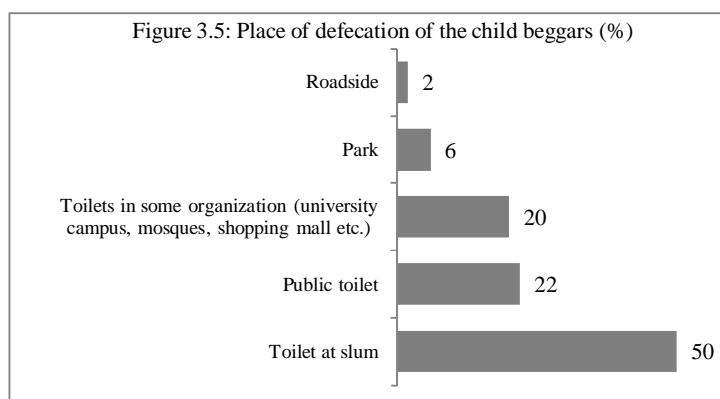 Figure 3.5: Place of defecation of the child beggars (%)
Roadside
2
Park
6
Toilets in some organization (university
campus, mosques, shopping mall etc.)
20
Public toilet
22
Toilet at slum
50